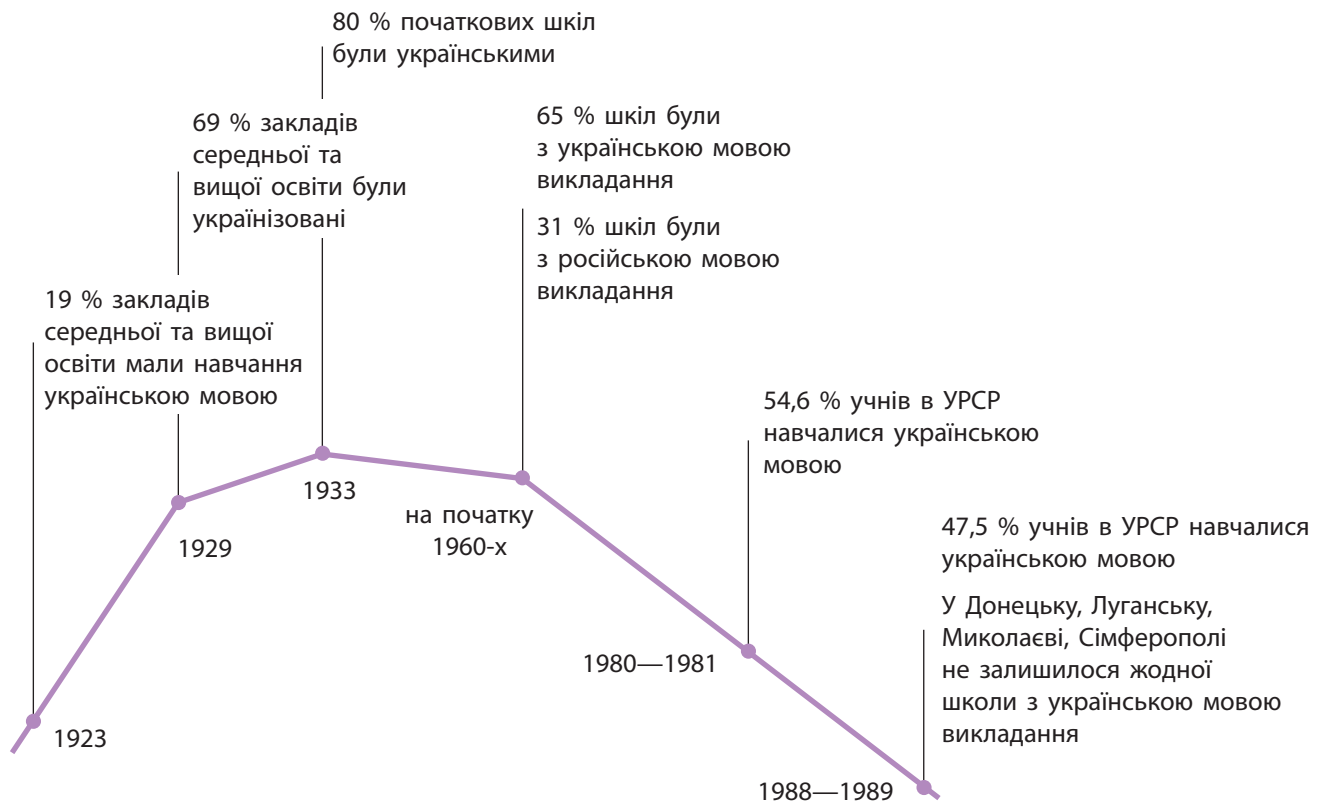 80 % початкових шкіл
були українськими
69 % закладів
середньої та
вищої освіти були
українізовані
65 % шкіл були
з українською мовою
викладання
31 % шкіл були
з російською мовою
викладання
19 % закладів
середньої та вищої
освіти мали навчання
українською мовою
54,6 % учнів в УРСР
навчалися українською
мовою
47,5 % учнів в УРСР навчалися
українською мовою
У Донецьку, Луганську,
Миколаєві, Сімферополі
не залишилося жодної
школи з українською мовою
викладання
1923
1929
1933
на початку
1960-х
1980—1981
1988—1989